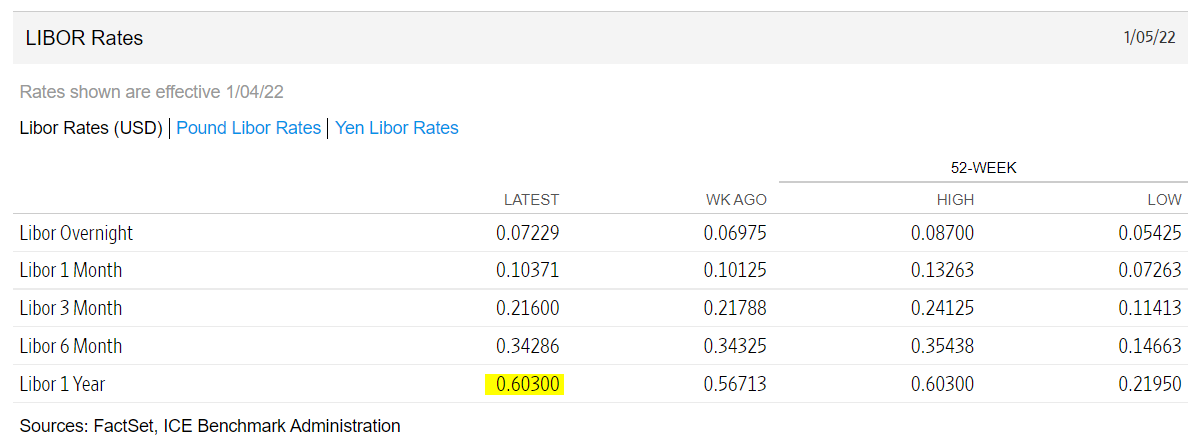 LIBOR Rates 1/05/22
Rates shown are effective 1/04/22
Libor Rates (USD) | Pound Libor Rates | Yen Libor Rates
52-WEEK
LATEST WK AGO HIGH LOW
Libor Overnight 0.07229 0.06975 0.08700 0.05425
Libor 1 Month 0.10371 0.10125 0.13263 0.07263
Libor 3 Month 0.21600 0.21788 0.24125 0.11413
Libor 6 Month 0.34286 0.34325 0.35438 0.14663
Libor 1 Year 0.60300 0.56713 0.60300 0.21950
Sources: FactSet, ICE Benchmark Administration